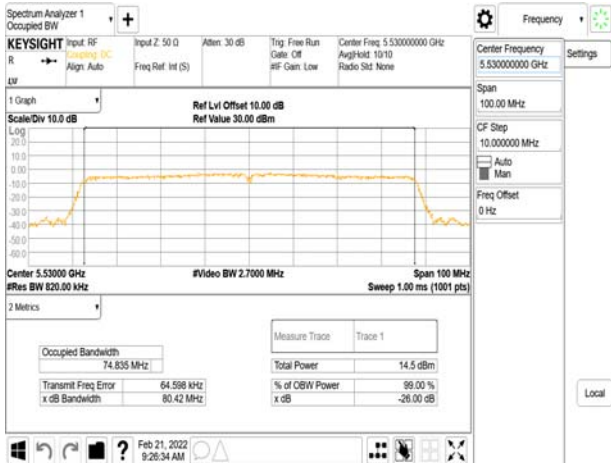 Spectrum Analyzer 1
Occupied BW
Frequency
KEYSIGHT
R
Input: RF
Coupling: DC
Align: Auto
Input Z: 50 Ω
Freq Ref: Int (S)
Atten: 30 dB
Trig: Free Run
Gate: Off
#IF Gain: Low
Center Freq: 5.530000000 GHz
Avg|Hold: 10/10
Radio Std: None
Center Frequency
5.530000000 GHz
Settings
Span
100.00 MHz
CF Step
10.000000 MHz
Auto
Man
Freq Offset
0 Hz
Local
1 Graph
Scale/Div 10.0 dB
Ref Lvl Offset 10.00 dB
Ref Value 30.00 dBm
Log
20.0
10.0
0.00
-10.0
-20.0
-30.0
-40.0
-50.0
-60.0
Center 5.53000 GHz
#Res BW 820.00 kHz
#Video BW 2.7000 MHz
Span 100 MHz
Sweep 1.00 ms (1001 pts)
2 Metrics
Measure Trace
Trace 1
Occupied Bandwidth
74.835 MHz
Total Power
14.5 dBm
Transmit Freq Error
64.598 kHz
% of OBW Power
99.00 %
x dB Bandwidth
80.42 MHz
x dB
-26.00 dB
Feb 21, 2022
9:26:34 AM